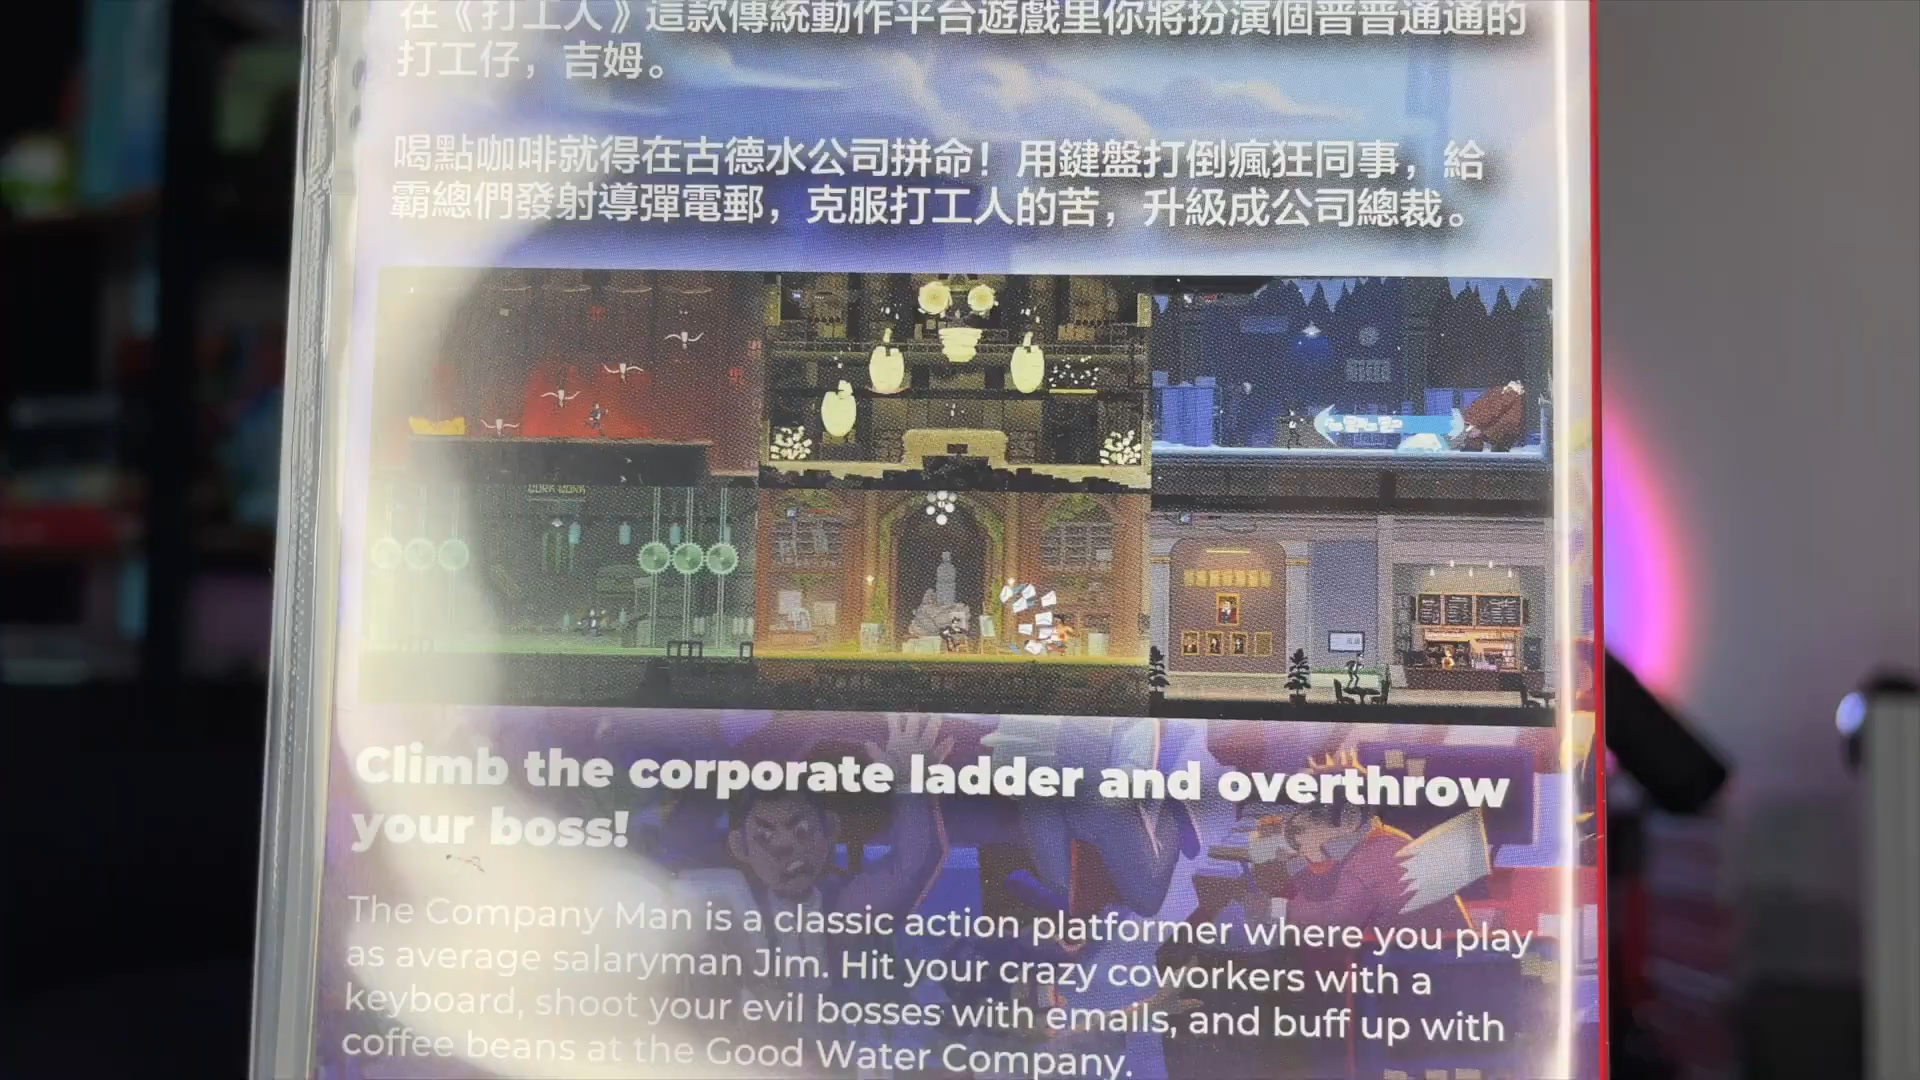 在《打工人》這款傳統動作平台遊戲里你將扮演個普普通通的
打工仔，吉姆。
喝點咖啡就得在古德水公司拼命！用鍵盤打倒瘋狂同事，給
霸總們發射導彈電郵，克服打工人的苦，升級成公司總裁。
WORK WORK
Climb the corporate ladder and overthrow
your boss!
The Company Man is a classic action platformer where you play
as average salaryman Jim. Hit your crazy coworkers with a
keyboard, shoot your evil bosses with emails, and buff up with
coffee beans at the Good Water Company.